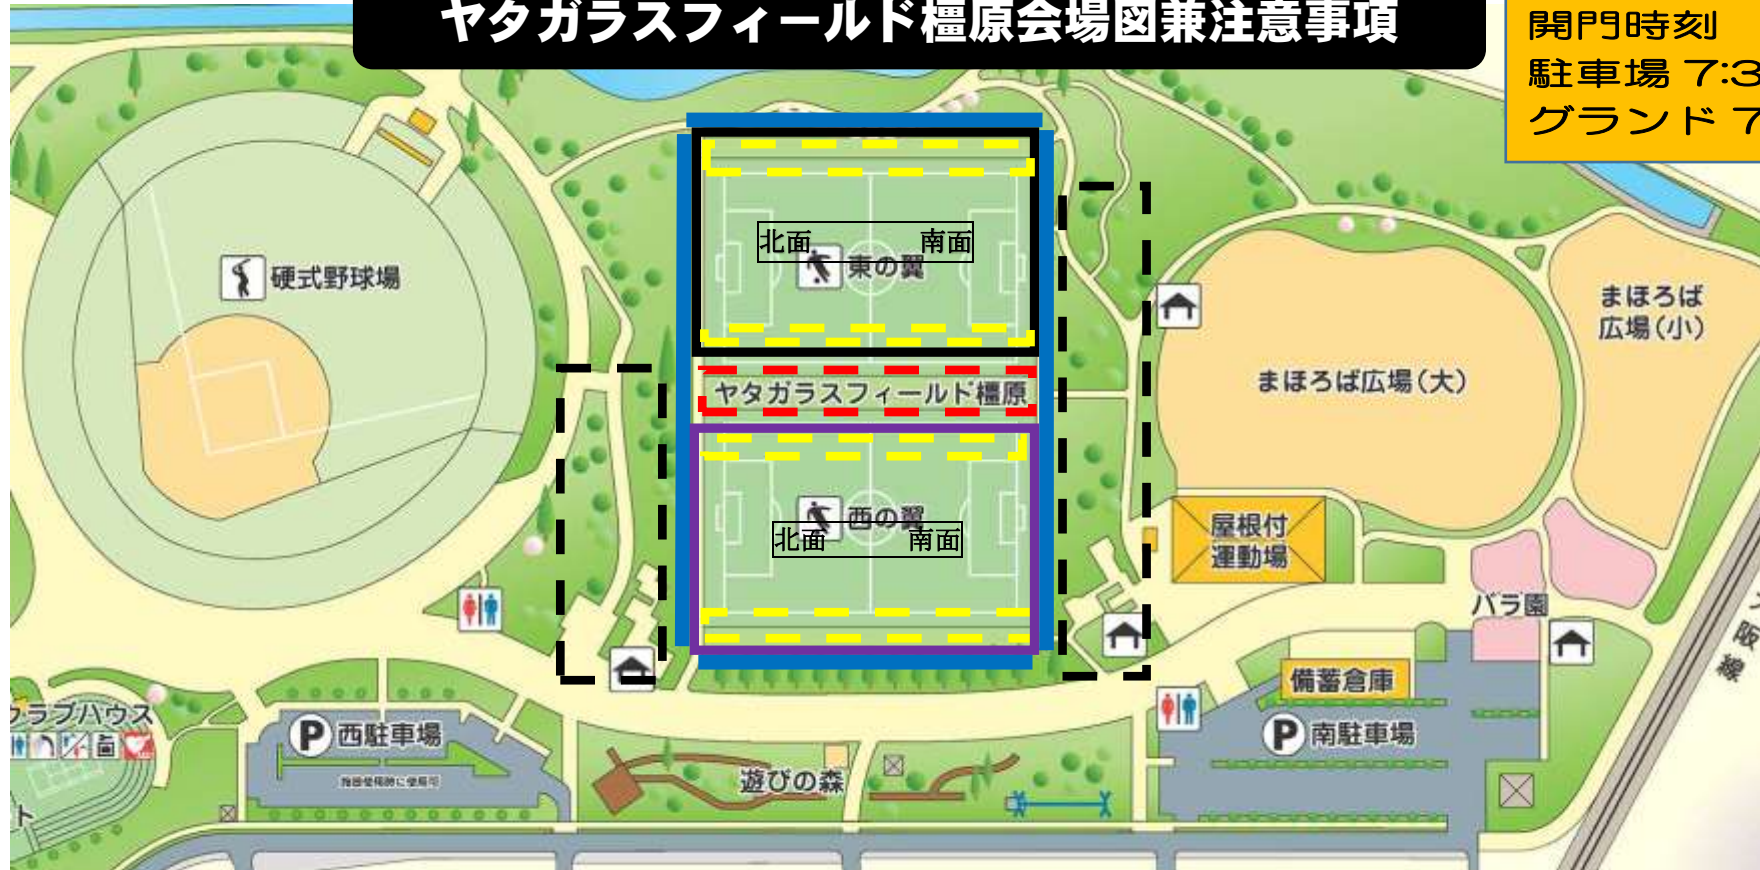 ヤタガラスフィールド橿原会場図兼注意事項
開門時刻
駐車場 7:3
グランド 7
北面 南面
東の翼
硬式野球場
まほろば
広場(小)
まほろば広場(大)
ヤタガラスフィールド橿原
西の翼
北面 南面
屋根付
運動場
バラ園
阪
線
備蓄倉庫
クラブハウス
P 西駐車場
P 南駐車場
遊びの森
ト